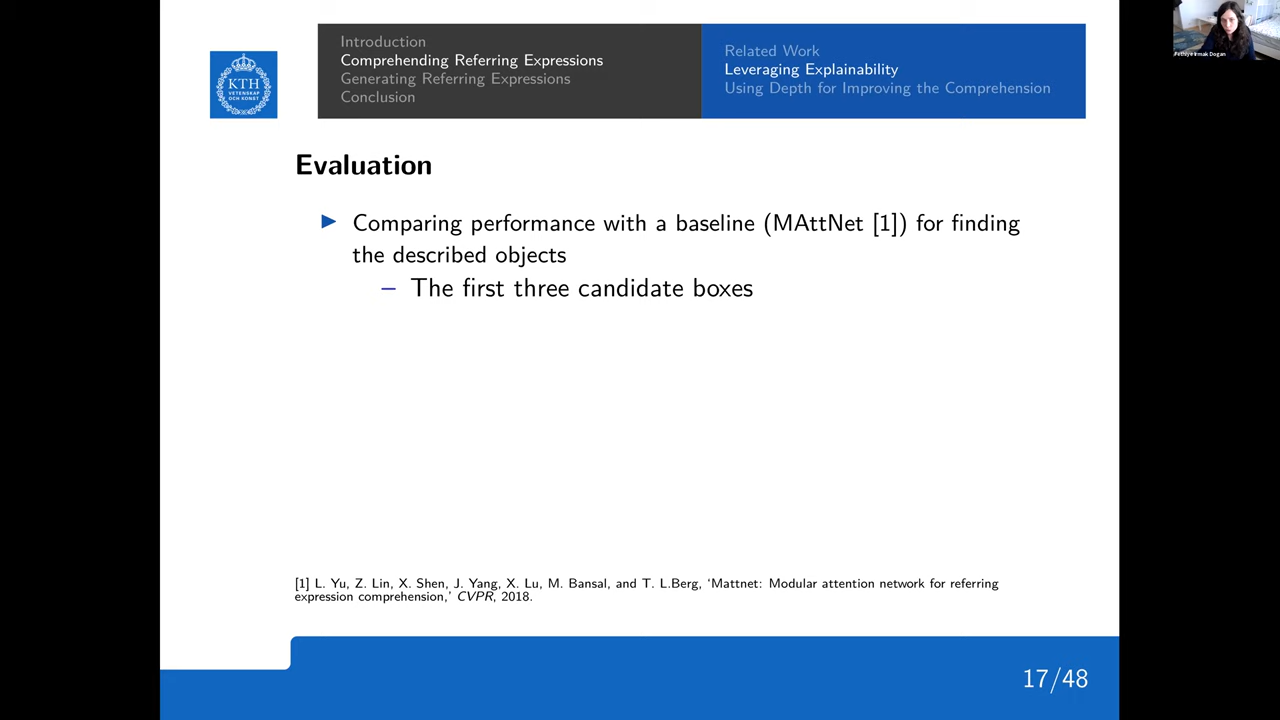 Introduction
Comprehending Referring Expressions
Generating Referring Expressions
Conclusion
Related Work
Leveraging Explainability
Using Depth for Improving the Comprehension
KTH
VETENSKAP
OCH KONST
Evaluation
Comparing performance with a baseline (MAttNet [1]) for finding
the described objects
– The first three candidate boxes
[1] L. Yu, Z. Lin, X. Shen, J. Yang, X. Lu, M. Bansal, and T. L.Berg, ‘Mattnet: Modular attention network for referring
expression comprehension,’ CVPR, 2018.
17/48
Fethiye Irmak Dogan